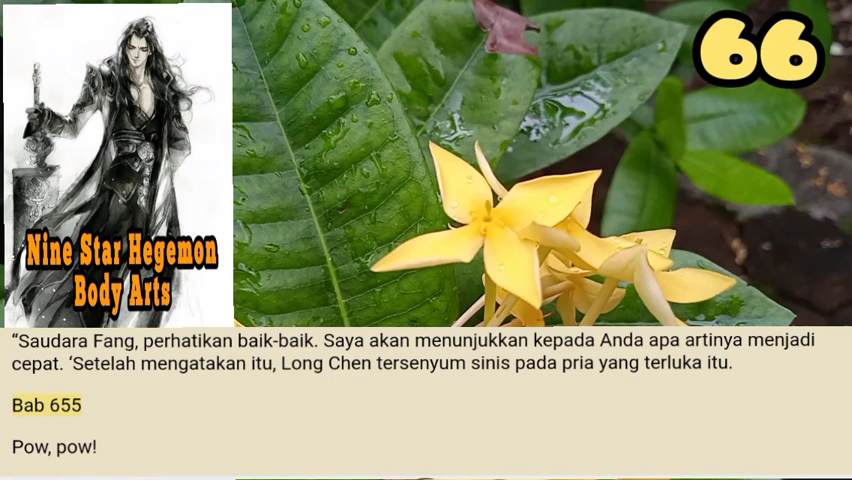 66
Nine Star Hegemon
Body Arts
“Saudara Fang, perhatikan baik-baik. Saya akan menunjukkan kepada Anda apa artinya menjadi
cepat. ‘Setelah mengatakan itu, Long Chen tersenyum sinis pada pria yang terluka itu.
Bab 655
Pow, pow!